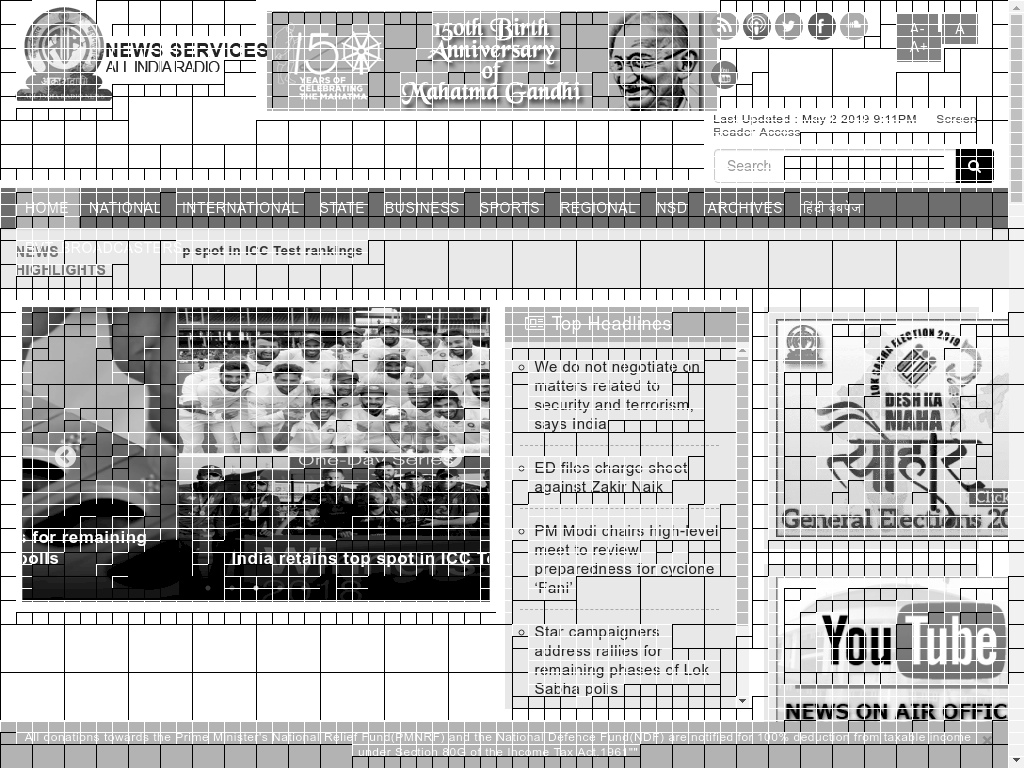 NEWS SERVICES
ALL INDIA RADIO
150
YEARS OF
CELEBRATING
THE MAHATMA
150th Birth
Anniversary
of
Mahatma Gandhi
A- A
A+
Last Updated : May 2 2019 9:11PM Screen
Reader Access
Search
HOME NATIONAL INTERNATIONAL STATE BUSINESS SPORTS REGIONAL NSD ARCHIVES हिंदी वेबपेज
BROADCASTERS
NEWS
HIGHLIGHTS
p spot in ICC Test rankings
One-Day Series
s for remaining
polls
India retains top spot in ICC Te
Top Headlines
We do not negotiate on
matters related to
security and terrorism,
says India
ED files charge sheet
against Zakir Naik
PM Modi chairs high-level
meet to review
preparedness for cyclone
‘Fani’
Star campaigners
address rallies for
remaining phases of Lok
Sabha polls
LOK SABHA ELECTION 2019
DESH KA
MAHA
त्यौहार
Click
General Elections 20
YouTube
NEWS ON AIR OFFIC
All donations towards the Prime Minister's National Relief Fund(PMNRF) and the National Defence Fund(NDF) are notified for 100% deduction from taxable income
under Section 80G of the Income Tax Act,1961""